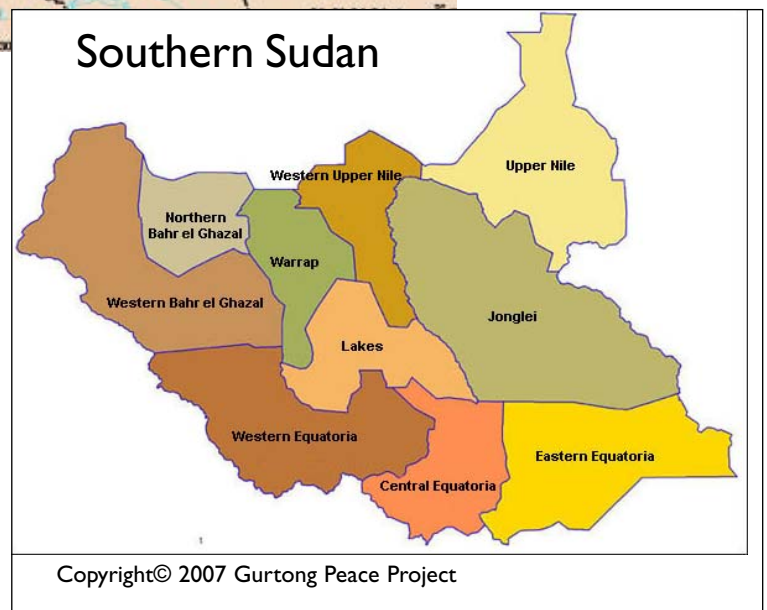 Southern Sudan
Upper Nile
Western Upper Nile
Northern
Bahr el Ghazal
Warrap
Western Bahr el Ghazal
Jonglei
Lakes
Western Equatoria
Eastern Equatoria
Central Equatoria
1
Copyright© 2007 Gurtong Peace Project